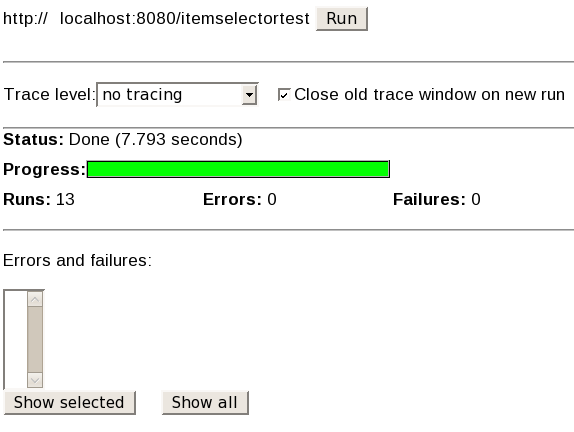 http:// localhost:8080/itemselectortest Run
Trace level: no tracing Close old trace window on new run
Status: Done (7.793 seconds)
Progress:
Runs: 13 Errors: 0 Failures: 0
Errors and failures:
Show selected Show all